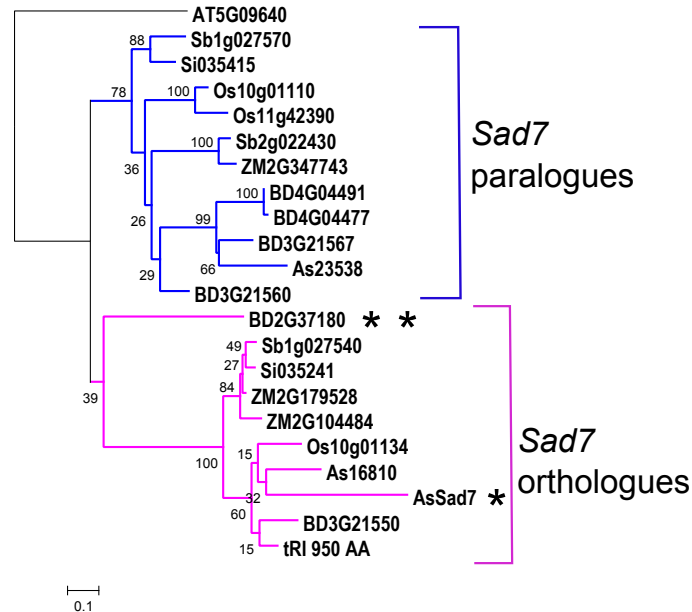 AT5G09640
88
Sb1g027570
Si035415
78
100
Os10g01110
Os11g42390
100
Sb2g022430
ZM2G347743
36
100
BD4G04491
BD4G04477
26
99
BD3G21567
66
As23538
29
BD3G21560
Sad7
paralogues
BD2G37180 * *
39
49
Sb1g027540
27
Si035241
84
ZM2G179528
ZM2G104484
100
15
Os10g01134
As16810
32
AsSad7 *
60
BD3G21550
15
tRI 950 AA
Sad7
orthologues
0.1